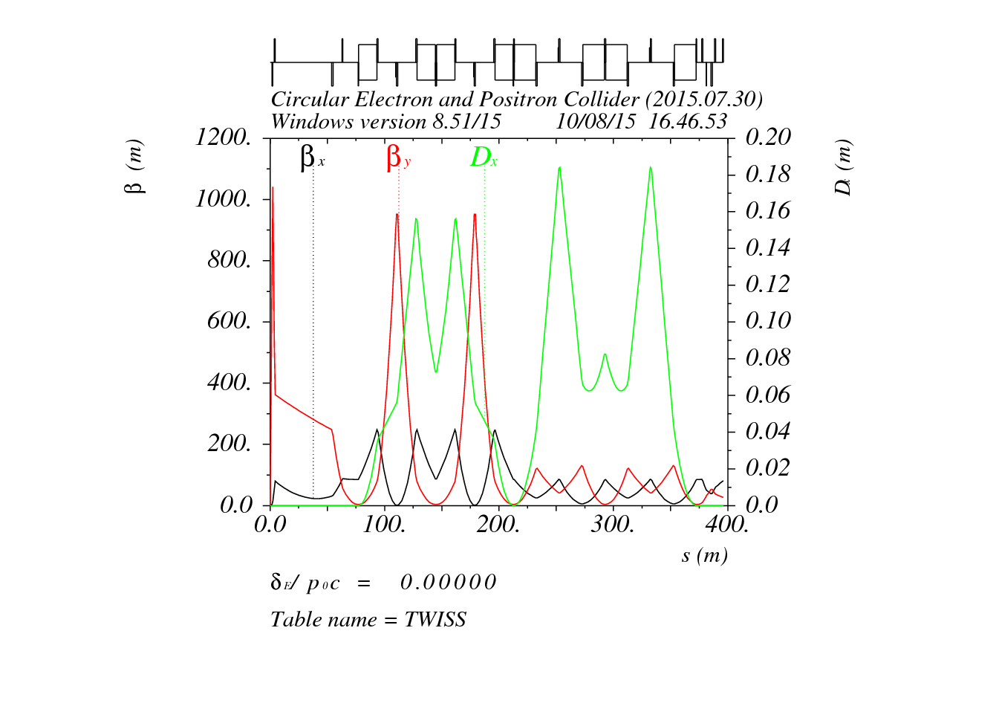 Circular Electron and Positron Collider (2015.07.30)
Windows version 8.51/15 10/08/15 16.46.53
β (m)
1200.
1000.
800.
600.
400.
200.
0.0
βx βy Dx
0.20
0.18
0.16
0.14
0.12
0.10
0.08
0.06
0.04
0.02
0.0
Dx (m)
0.0 100. 200. 300. 400.
s (m)
δE/ p0c = 0.00000
Table name = TWISS